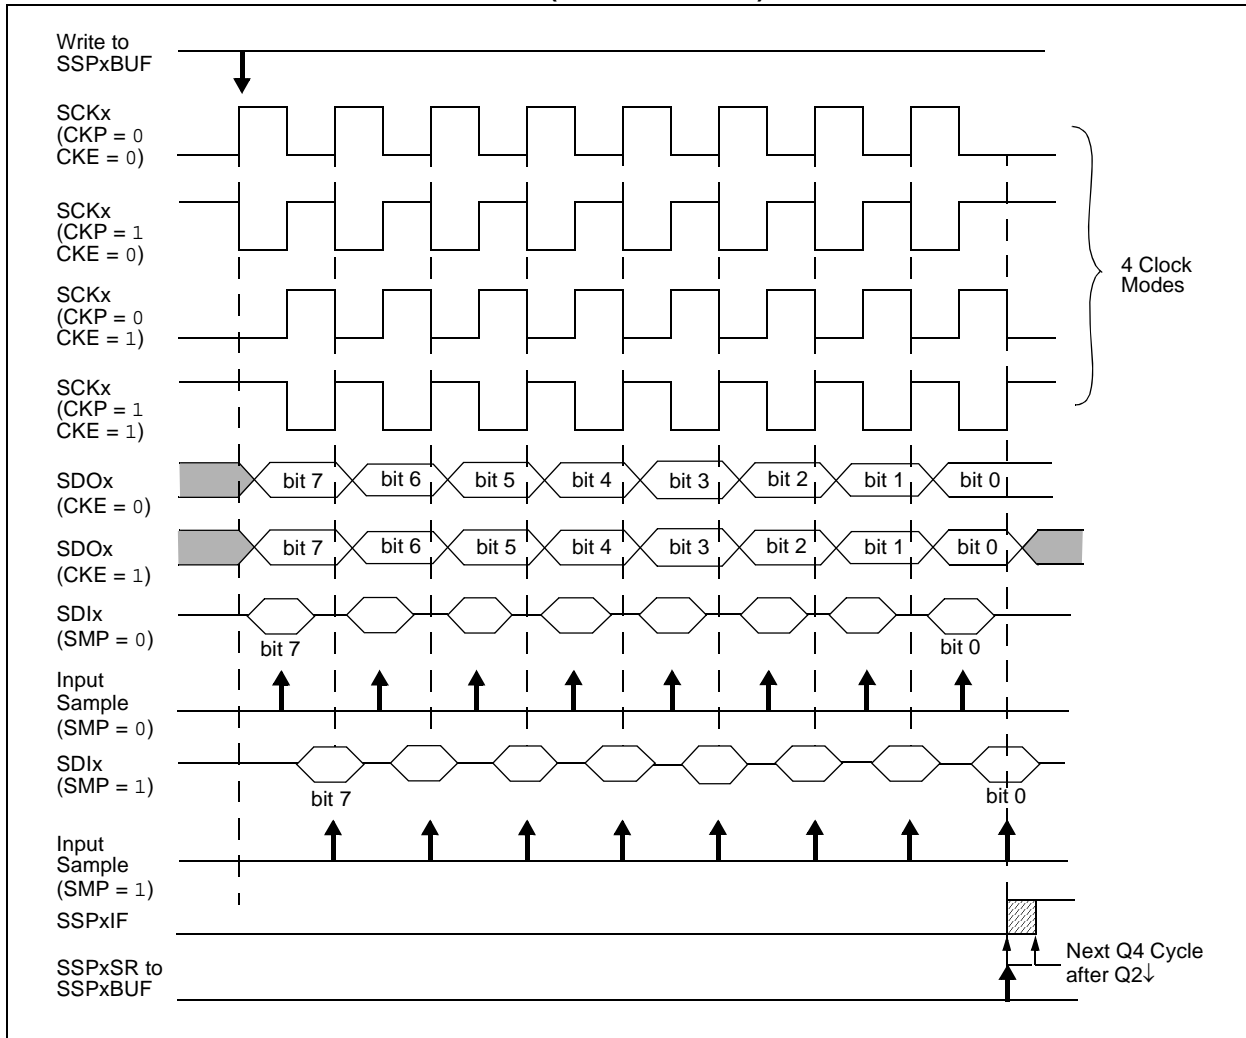 Write to
SSPxBUF
SCKx
(CKP = 0
CKE = 0)
SCKx
(CKP = 1
CKE = 0)
4 Clock
Modes
SCKx
(CKP = 0
CKE = 1)
SCKx
(CKP = 1
CKE = 1)
SDOx
(CKE = 0)
bit 7 bit 6 bit 5 bit 4 bit 3 bit 2 bit 1 bit 0
SDOx
(CKE = 1)
bit 7 bit 6 bit 5 bit 4 bit 3 bit 2 bit 1 bit 0
SDIx
(SMP = 0)
bit 7 bit 0
Input
Sample
(SMP = 0)
SDIx
(SMP = 1)
bit 7 bit 0
Input
Sample
(SMP = 1)
SSPxIF
Next Q4 Cycle
after Q2↓
SSPxSR to
SSPxBUF